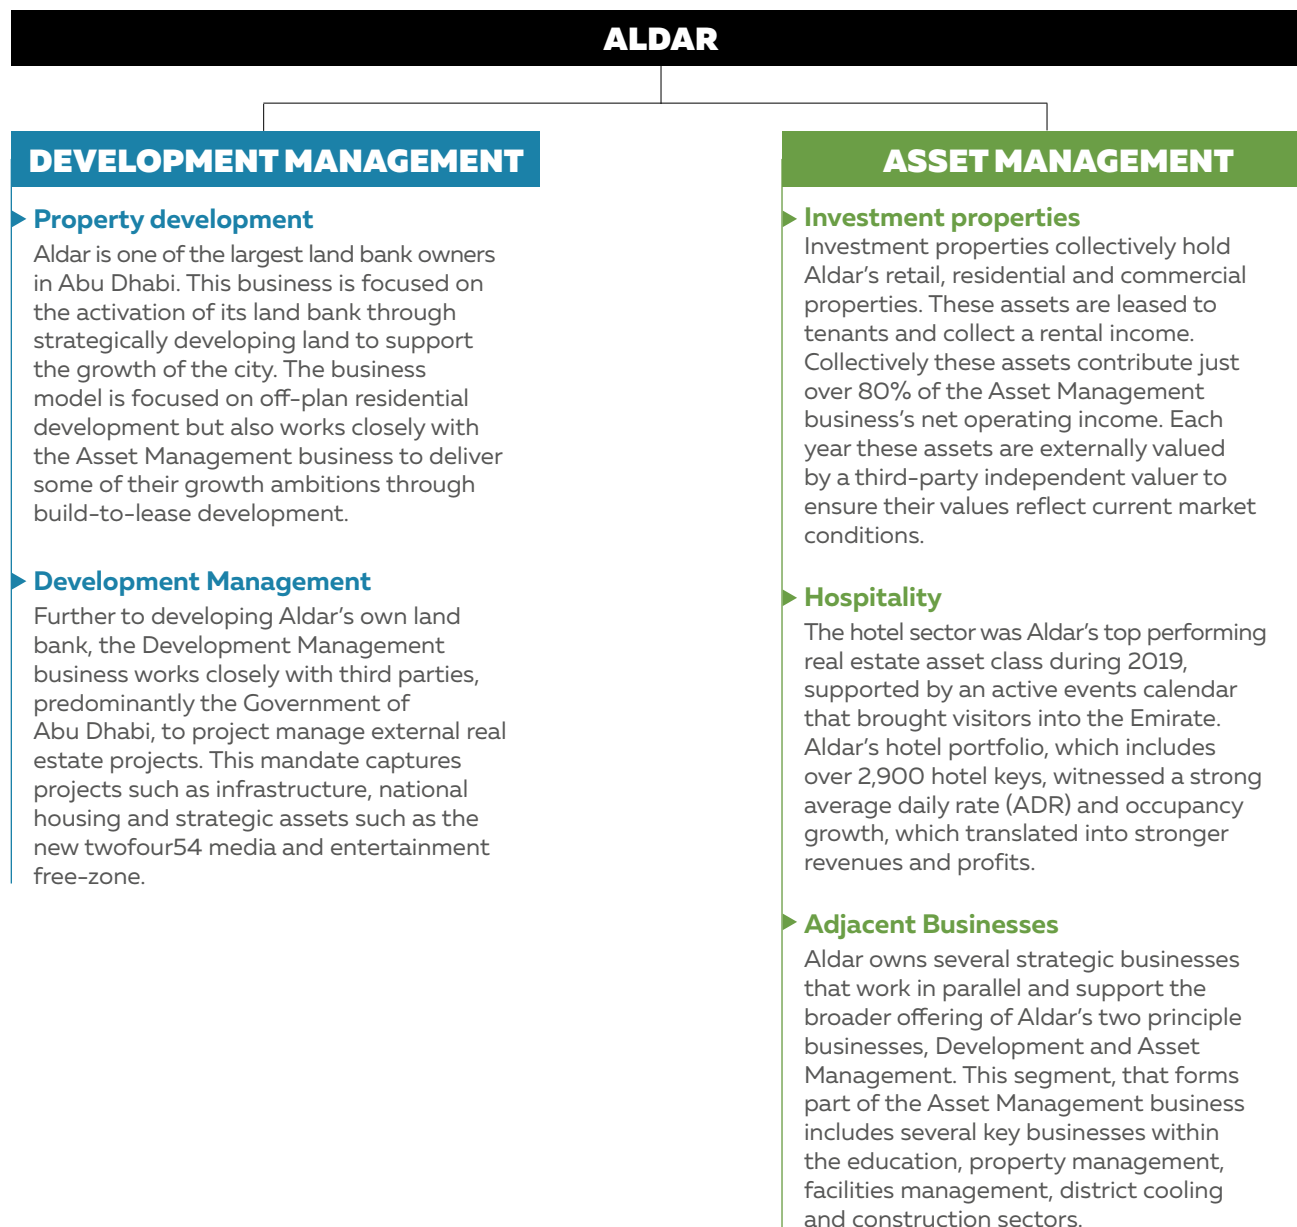 ALDAR
DEVELOPMENT MANAGEMENT
Property development
Aldar is one of the largest land bank owners
in Abu Dhabi. This business is focused on
the activation of its land bank through
strategically developing land to support
the growth of the city. The business
model is focused on off-plan residential
development but also works closely with
the Asset Management business to deliver
some of their growth ambitions through
build-to-lease development.
Development Management
Further to developing Aldar's own land
bank, the Development Management
business works closely with third parties,
predominantly the Government of
Abu Dhabi, to project manage external real
estate projects. This mandate captures
projects such as infrastructure, national
housing and strategic assets such as the
new twofour54 media and entertainment
free-zone.
ASSET MANAGEMENT
Investment properties
Investment properties collectively hold
Aldar's retail, residential and commercial
properties. These assets are leased to
tenants and collect a rental income.
Collectively these assets contribute just
over 80% of the Asset Management
business's net operating income. Each
year these assets are externally valued
by a third-party independent valuer to
ensure their values reflect current market
conditions.
Hospitality
The hotel sector was Aldar's top performing
real estate asset class during 2019,
supported by an active events calendar
that brought visitors into the Emirate.
Aldar's hotel portfolio, which includes
over 2,900 hotel keys, witnessed a strong
average daily rate (ADR) and occupancy
growth, which translated into stronger
revenues and profits.
Adjacent Businesses
Aldar owns several strategic businesses
that work in parallel and support the
broader offering of Aldar's two principle
businesses, Development and Asset
Management. This segment, that forms
part of the Asset Management business
includes several key businesses within
the education, property management,
facilities management, district cooling
and construction sectors.